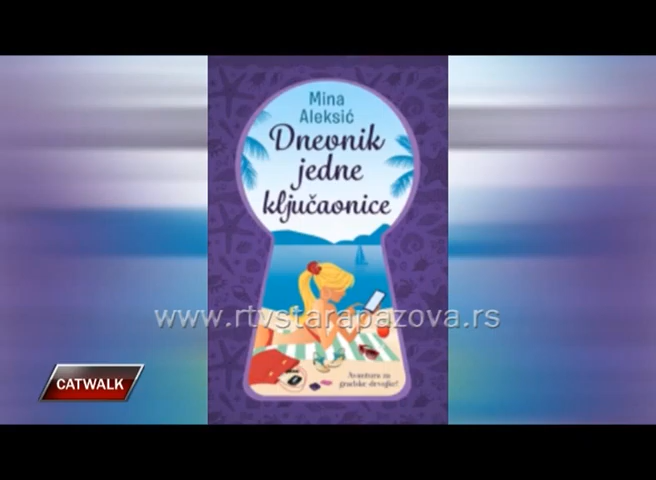 Mina
Aleksić
Dnevnik
jedne
ključaonice
www.rtvstarapazova.rs
Avantura za
gradske devojke!
CATWALK